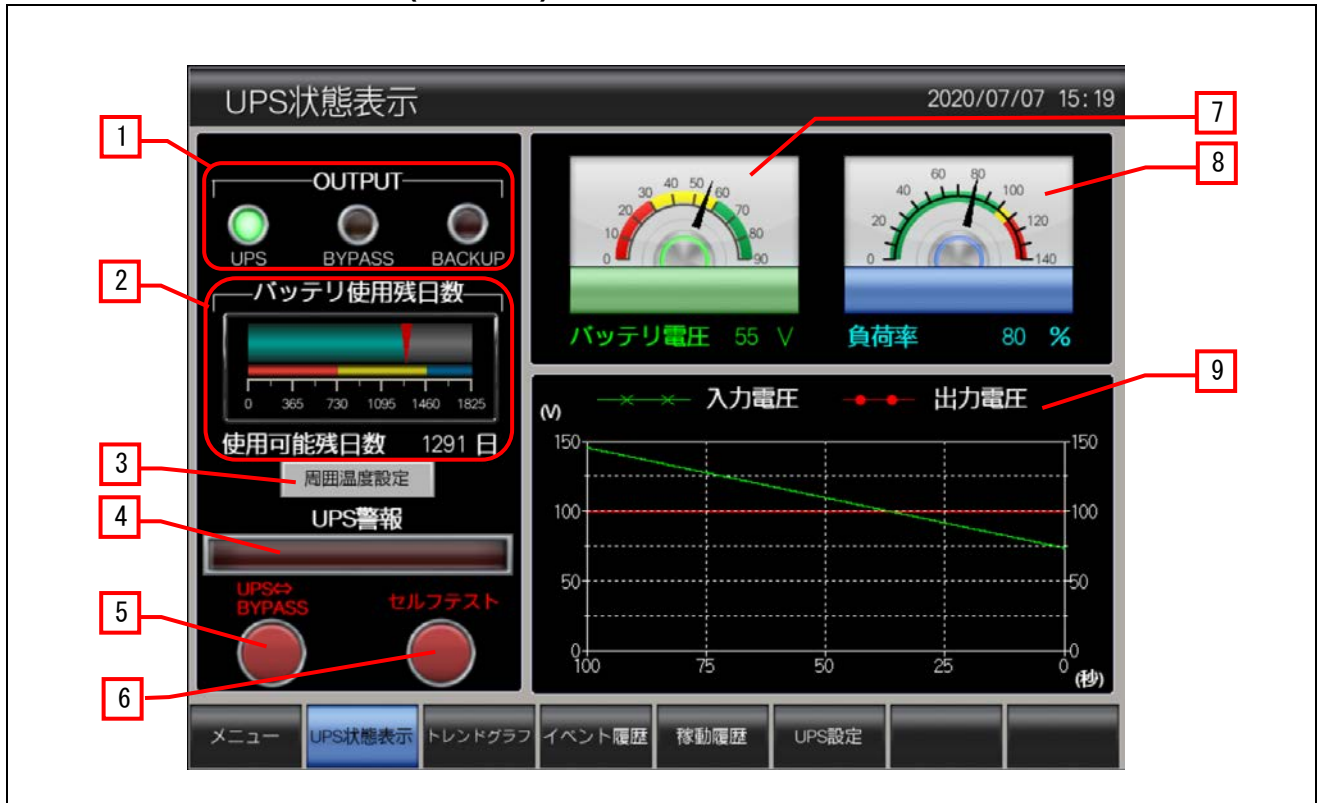 UPS状態表示
2020/07/07 15:19
1
OUTPUT
UPS BYPASS BACKUP
2
バッテリ使用残日数
0 365 730 1095 1460 1825
使用可能残日数 1291 日
3
周囲温度設定
4
UPS警報
5
UPS⇔
BYPASS
セルフテスト
6
7
0 10 20 30 40 50 60 70 80 90
バッテリ電圧 55 V
8
0 20 40 60 80 100 120 140
負荷率 80 %
9
入力電圧 出力電圧
(V)
150 150
100 100
50 50
0 0
100 75 50 25 0
(秒)
メニュー UPS状態表示 トレンドグラフ イベント履歴 稼動履歴 UPS設定